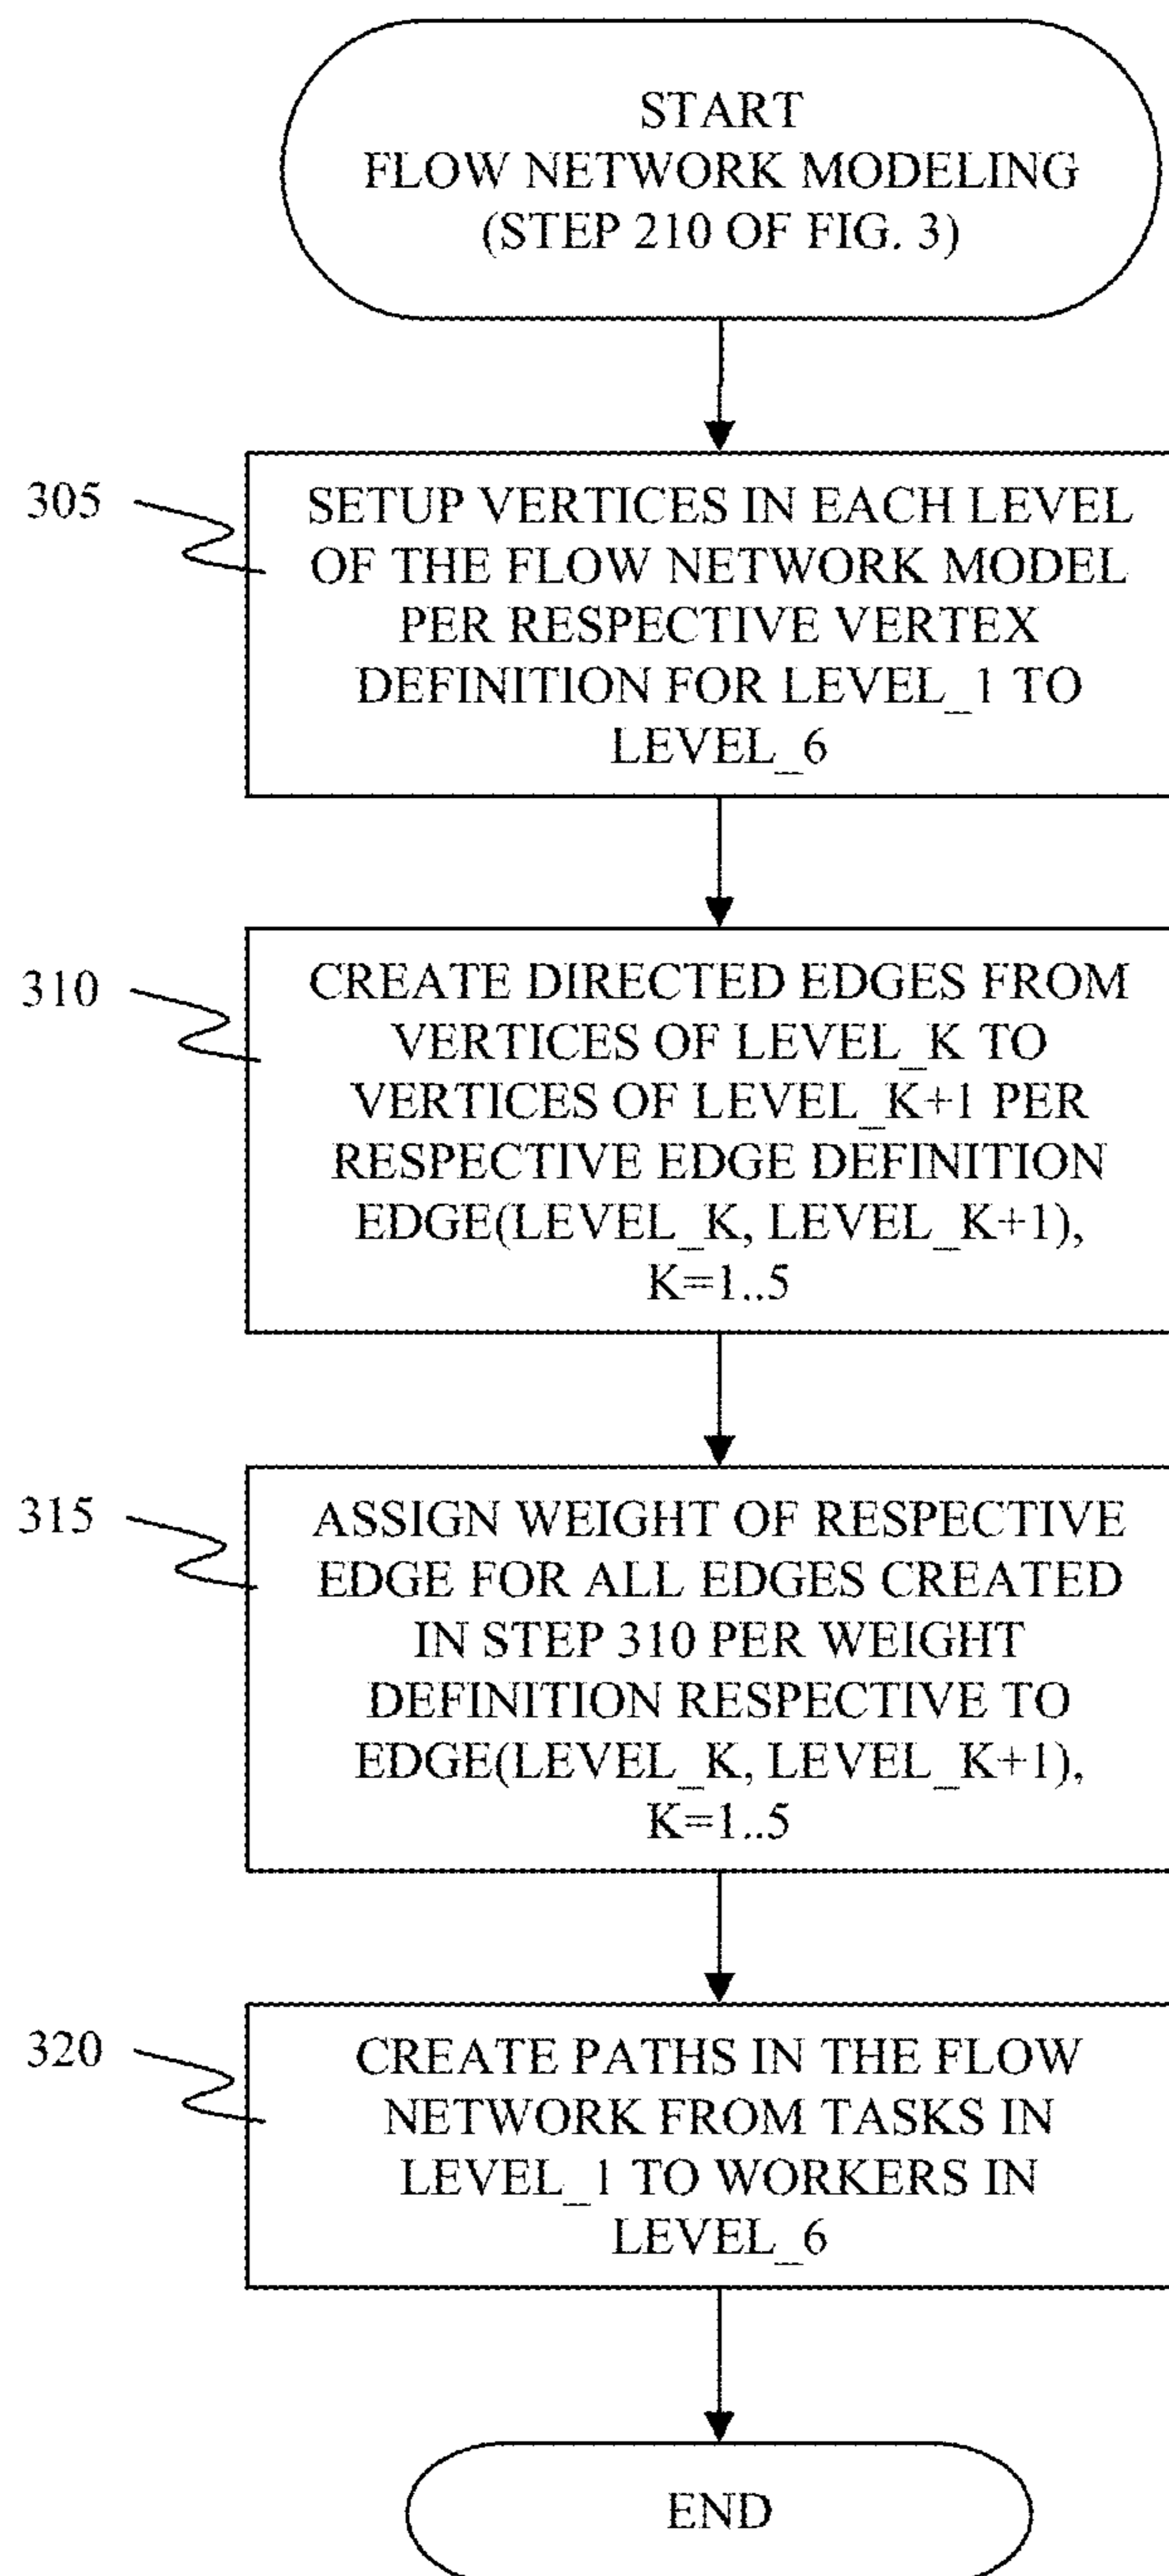 START
FLOW NETWORK MODELING
(STEP 210 OF FIG. 3)
305
SETUP VERTICES IN EACH LEVEL
OF THE FLOW NETWORK MODEL
PER RESPECTIVE VERTEX
DEFINITION FOR LEVEL_1 TO
LEVEL_6
310
CREATE DIRECTED EDGES FROM
VERTICES OF LEVEL_K TO
VERTICES OF LEVEL_K+1 PER
RESPECTIVE EDGE DEFINITION
EDGE(LEVEL_K, LEVEL_K+1),
K=1..5
315
ASSIGN WEIGHT OF RESPECTIVE
EDGE FOR ALL EDGES CREATED
IN STEP 310 PER WEIGHT
DEFINITION RESPECTIVE TO
EDGE(LEVEL_K, LEVEL_K+1),
K=1..5
320
CREATE PATHS IN THE FLOW
NETWORK FROM TASKS IN
LEVEL_1 TO WORKERS IN
LEVEL_6
END